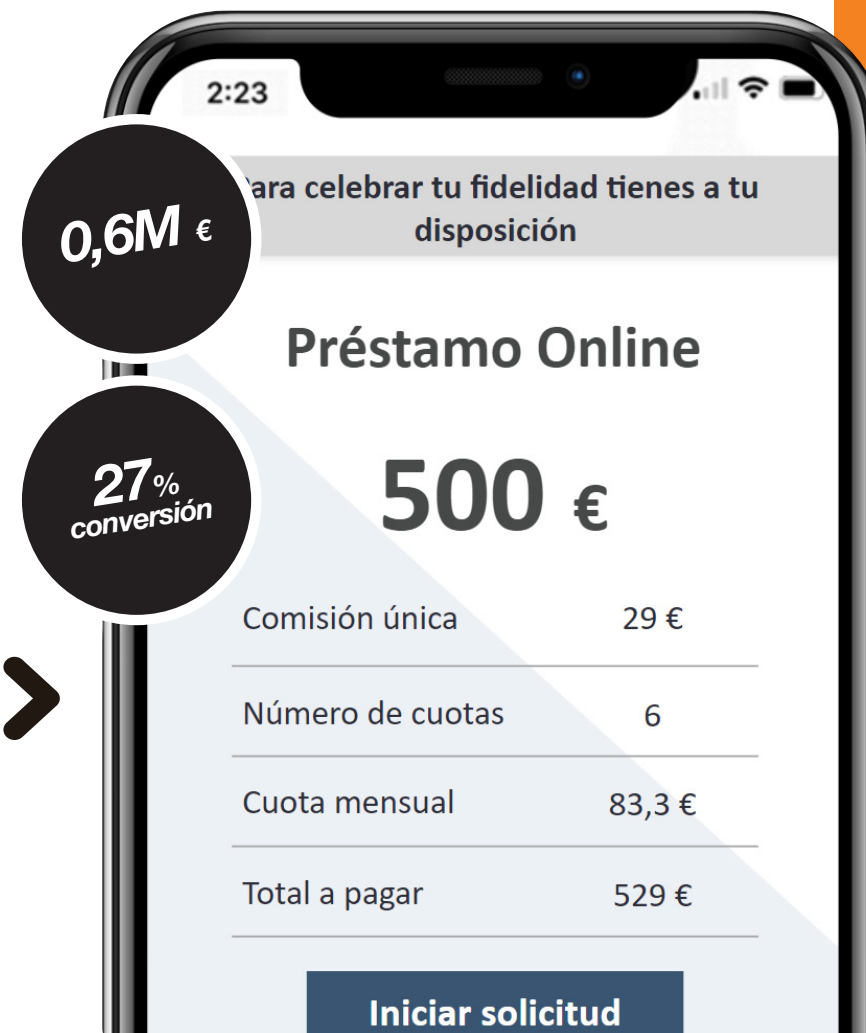 2:23
Para celebrar tu fidelidad tienes a tu
disposición
0,6M €
Préstamo Online
27%
conversión
500 €
Comisión única 29 €
Número de cuotas 6
Cuota mensual 83,3 €
Total a pagar 529 €
Iniciar solicitud